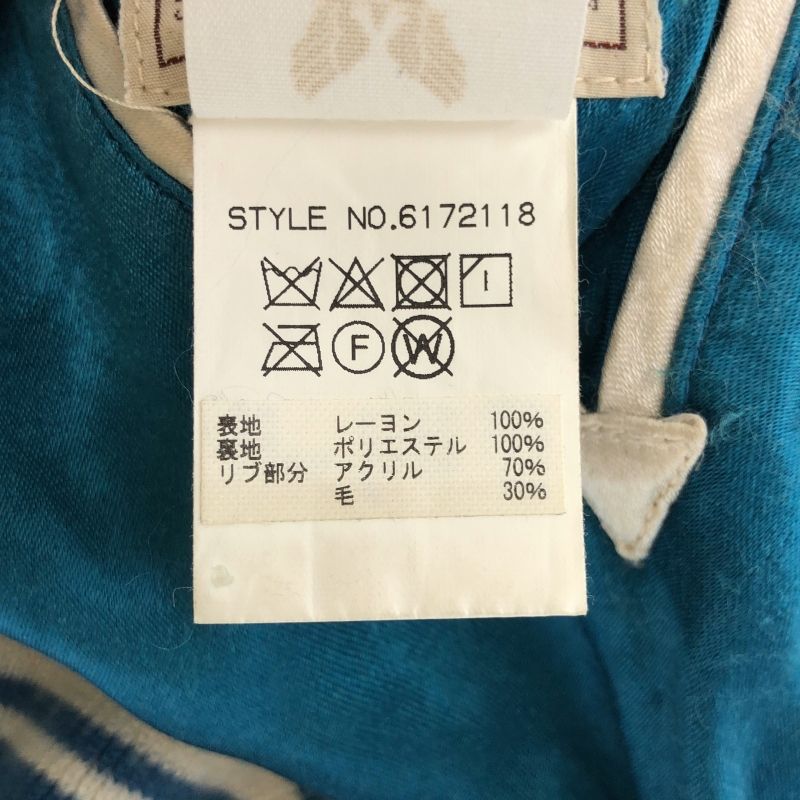 STYLE NO.6172118
F
W
表地 レーヨン 100%
裏地 ポリエステル 100%
リブ部分 アクリル 70%
毛 30%